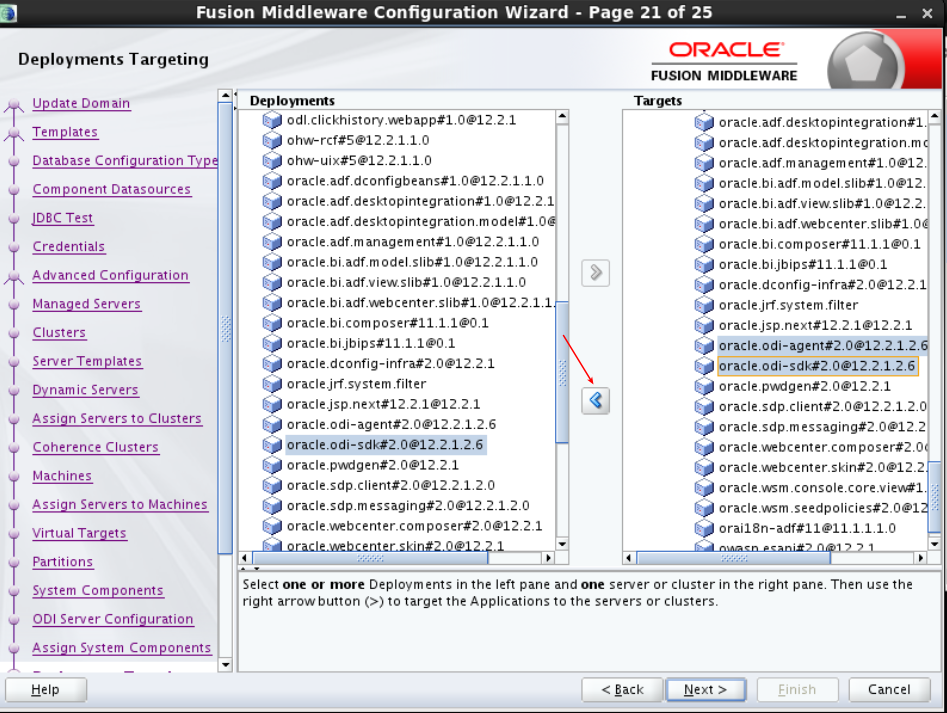 Fusion Middleware Configuration Wizard - Page 21 of 25
Deployments Targeting
ORACLE
FUSION MIDDLEWARE
Update Domain
Templates
Database Configuration Type
Component Datasources
JDBC Test
Credentials
Advanced Configuration
Managed Servers
Clusters
Server Templates
Dynamic Servers
Assign Servers to Clusters
Coherence Clusters
Machines
Assign Servers to Machines
Virtual Targets
Partitions
System Components
ODI Server Configuration
Assign System Components
Deployments
odl.clickhistory.webapp#1.0@12.2.1
ohw-rcf#5@12.2.1.1.0
ohw-uix#5@12.2.1.1.0
oracle.adf.dconfigbeans#1.0@12.2.1.1.0
oracle.adf.desktopintegration#1.0@12.2.1
oracle.adf.desktopintegration.model#1.0@
oracle.adf.management#1.0@12.2.1.1.0
oracle.bi.adf.model.slib#1.0@12.2.1.1.0
oracle.bi.adf.view.slib#1.0@12.2.1.1.0
oracle.bi.adf.webcenter.slib#1.0@12.2.1.1.
oracle.bi.composer#11.1.1@0.1
oracle.bi.jbips#11.1.1@0.1
oracle.dconfig-infra#2.0@12.2.1
oracle.jrf.system.filter
oracle.jsp.next#12.2.1@12.2.1
oracle.odi-agent#2.0@12.2.1.2.6
oracle.odi-sdk#2.0@12.2.1.2.6
oracle.pwdgen#2.0@12.2.1
oracle.sdp.client#2.0@12.2.1.2.0
oracle.sdp.messaging#2.0@12.2.1.2.0
oracle.webcenter.composer#2.0@12.2.1
oracle.webcenter.skin#2.0@12.2.1
Targets
oracle.adf.desktopintegration#1.
oracle.adf.desktopintegration.mo
oracle.adf.management#1.0@12.
oracle.bi.adf.model.slib#1.0@12.
oracle.bi.adf.view.slib#1.0@12.2.
oracle.bi.adf.webcenter.slib#1.0@
oracle.bi.composer#11.1.1@0.1
oracle.bi.jbips#11.1.1@0.1
oracle.dconfig-infra#2.0@12.2.1
oracle.jrf.system.filter
oracle.jsp.next#12.2.1@12.2.1
oracle.odi-agent#2.0@12.2.1.2.6
oracle.odi-sdk#2.0@12.2.1.2.6
oracle.pwdgen#2.0@12.2.1
oracle.sdp.client#2.0@12.2.1.2.0
oracle.sdp.messaging#2.0@12.2
oracle.webcenter.composer#2.0@
oracle.webcenter.skin#2.0@12.2.
oracle.wsm.console.core.view#1.
oracle.wsm.seedpolicies#2.0@12
orai18n-adf#11@11.1.1.1.0
owasp.esapi#2.0@12.2.1
Select one or more Deployments in the left pane and one server or cluster in the right pane. Then use the
right arrow button (>) to target the Applications to the servers or clusters.
Help
< Back
Next >
Finish
Cancel